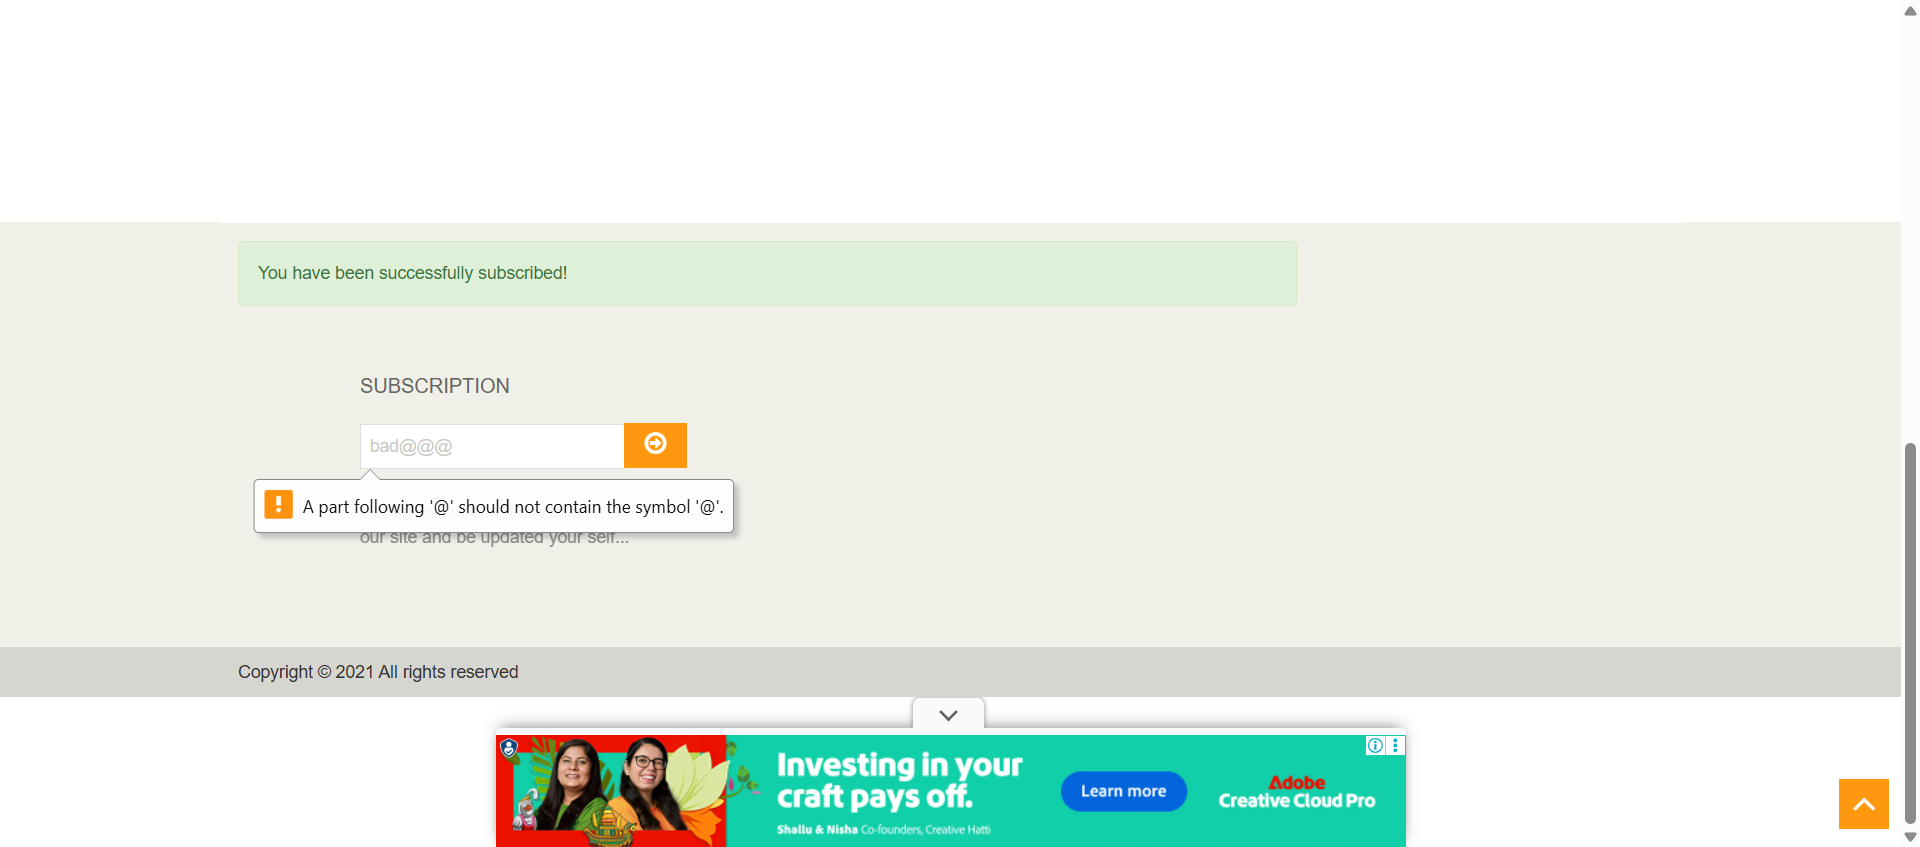 You have been successfully subscribed!
SUBSCRIPTION
bad@@@
A part following '@' should not contain the symbol '@'.
our site and be updated your self...
Copyright © 2021 All rights reserved
Investing in your
craft pays off.
Shallu & Nisha Co-founders, Creative Hatti
Learn more
Adobe
Creative Cloud Pro